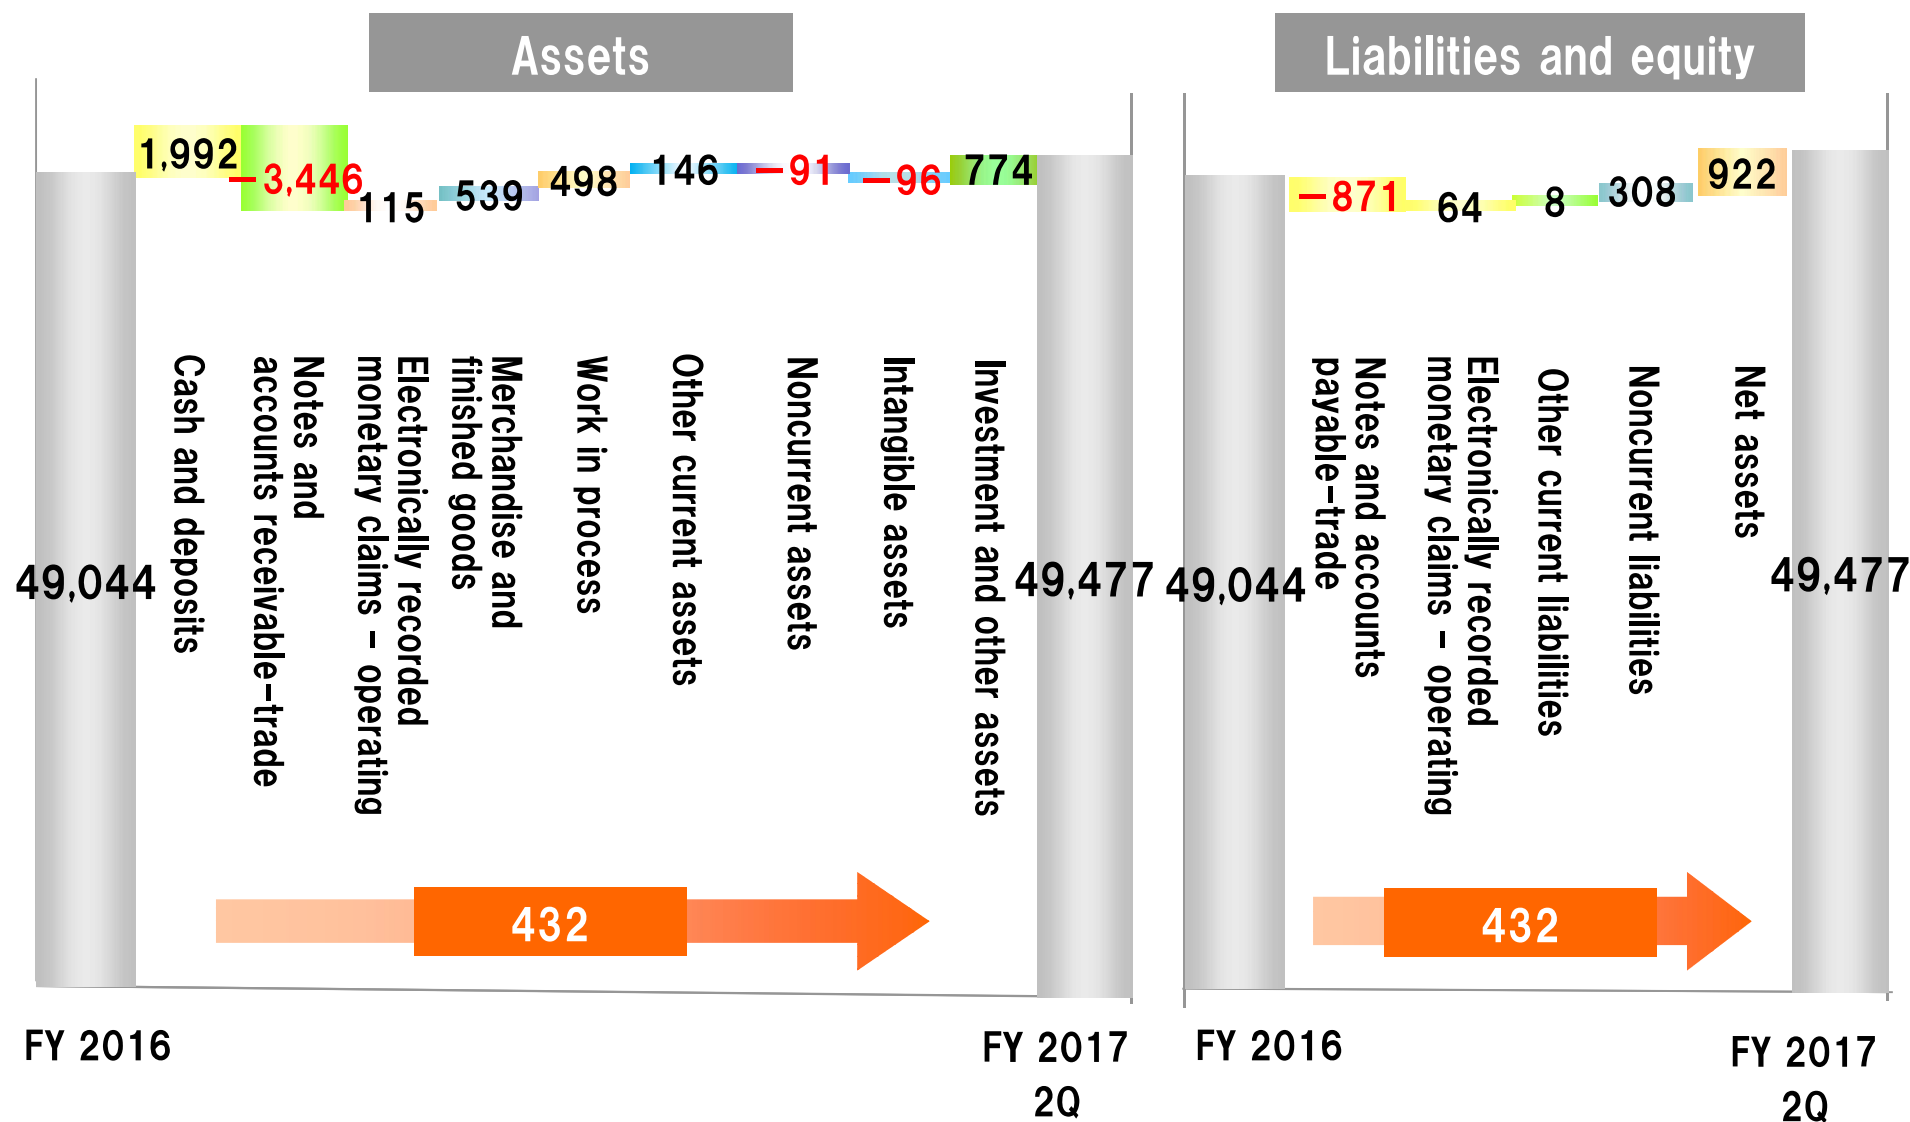 Assets
1,992
－3,446
115
539
498
146
－91
－96
774
49,044
Cash and deposits
Notes and
accounts receivable-trade
Electronically recorded
monetary claims - operating
Merchandise and
finished goods
Work in process
Other current assets
Noncurrent assets
Intangible assets
Investment and other assets
49,477
432
FY 2016
FY 2017
2Q
Liabilities and equity
－871
64
8
308
922
49,044
Notes and accounts
payable-trade
Electronically recorded
monetary claims - operating
Other current liabilities
Noncurrent liabilities
Net assets
49,477
432
FY 2016
FY 2017
2Q